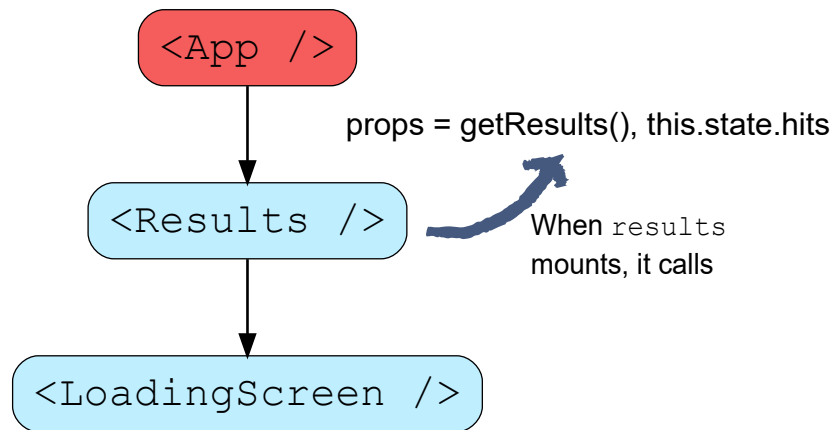 <App />
props = getResults(), this.state.hits
<Results />
When results
mounts, it calls
<LoadingScreen />